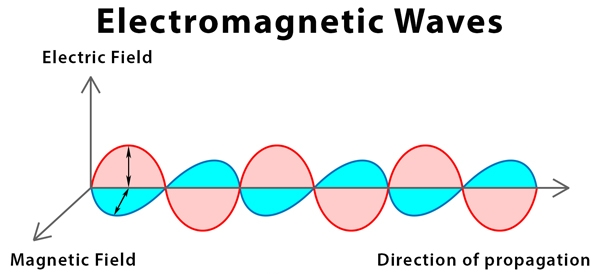 Electromagnetic Waves
Electric Field
Magnetic Field
Direction of propagation